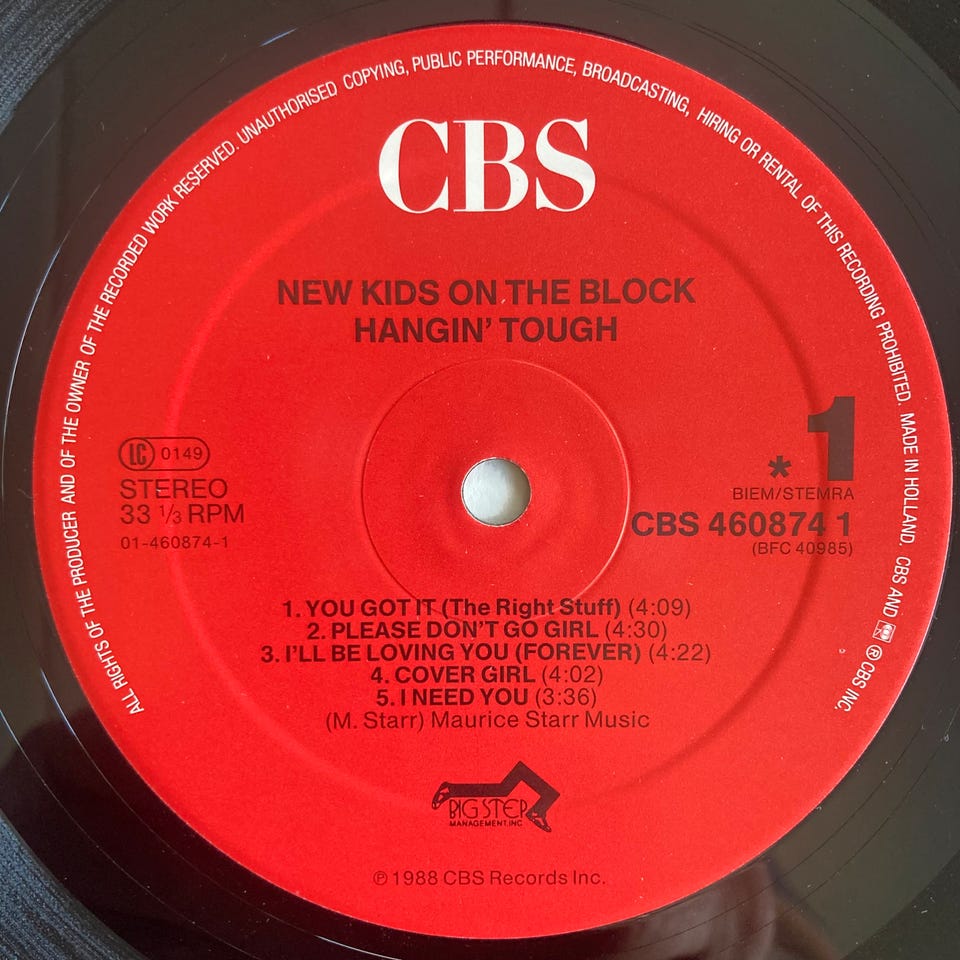 ALL RIGHTS OF THE PRODUCER AND OF THE OWNER OF THE RECORDED WORK RESERVED. UNAUTHORISED COPYING, PUBLIC PERFORMANCE, BROADCASTING, HIRING OR RENTAL OF THIS RECORDING PROHIBITED. MADE IN HOLLAND. CBS AND ℗ CBS INC.
CBS
NEW KIDS ON THE BLOCK
HANGIN' TOUGH
LC 0149
STEREO
33 ⅓ RPM
01-460874-1
* 1
BIEM/STEMRA
CBS 460874 1
(BFC 40985)
1. YOU GOT IT (The Right Stuff) (4:09)
2. PLEASE DON'T GO GIRL (4:30)
3. I'LL BE LOVING YOU (FOREVER) (4:22)
4. COVER GIRL (4:02)
5. I NEED YOU (3:36)
(M. Starr) Maurice Starr Music
BIG STEP
MANAGEMENT, INC
℗ 1988 CBS Records Inc.